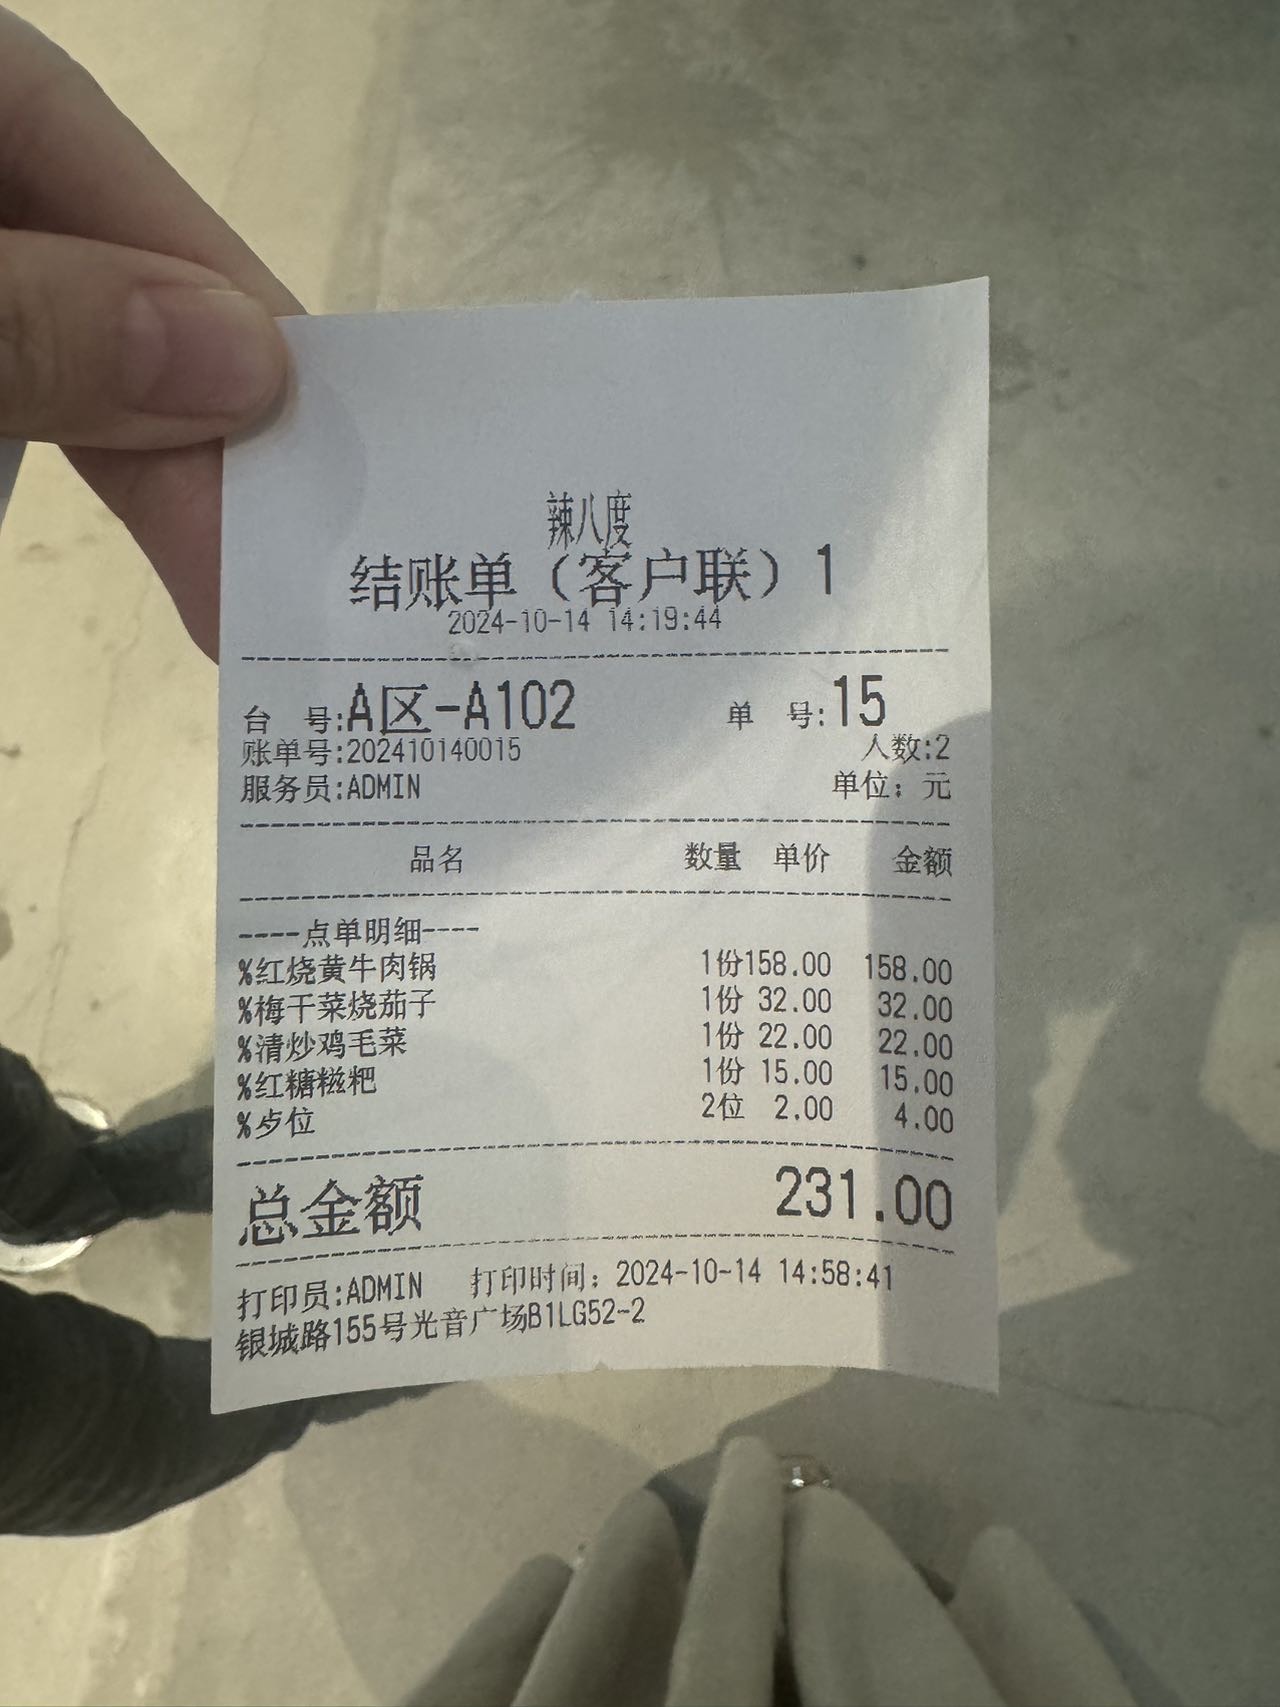 辣八度
结账单（客户联）1
2024-10-14 14:19:44
台 号:A区-A102 单 号:15
账单号:202410140015 人数:2
服务员:ADMIN 单位：元
品名 数量 单价 金额
----点单明细----
%红烧黄牛肉锅 1份158.00 158.00
%梅干菜烧茄子 1份 32.00 32.00
%清炒鸡毛菜 1份 22.00 22.00
%红糖糍粑 1份 15.00 15.00
%歺位 2位 2.00 4.00
总金额 231.00
打印员:ADMIN 打印时间：2024-10-14 14:58:41
银城路155号光音广场B1LG52-2